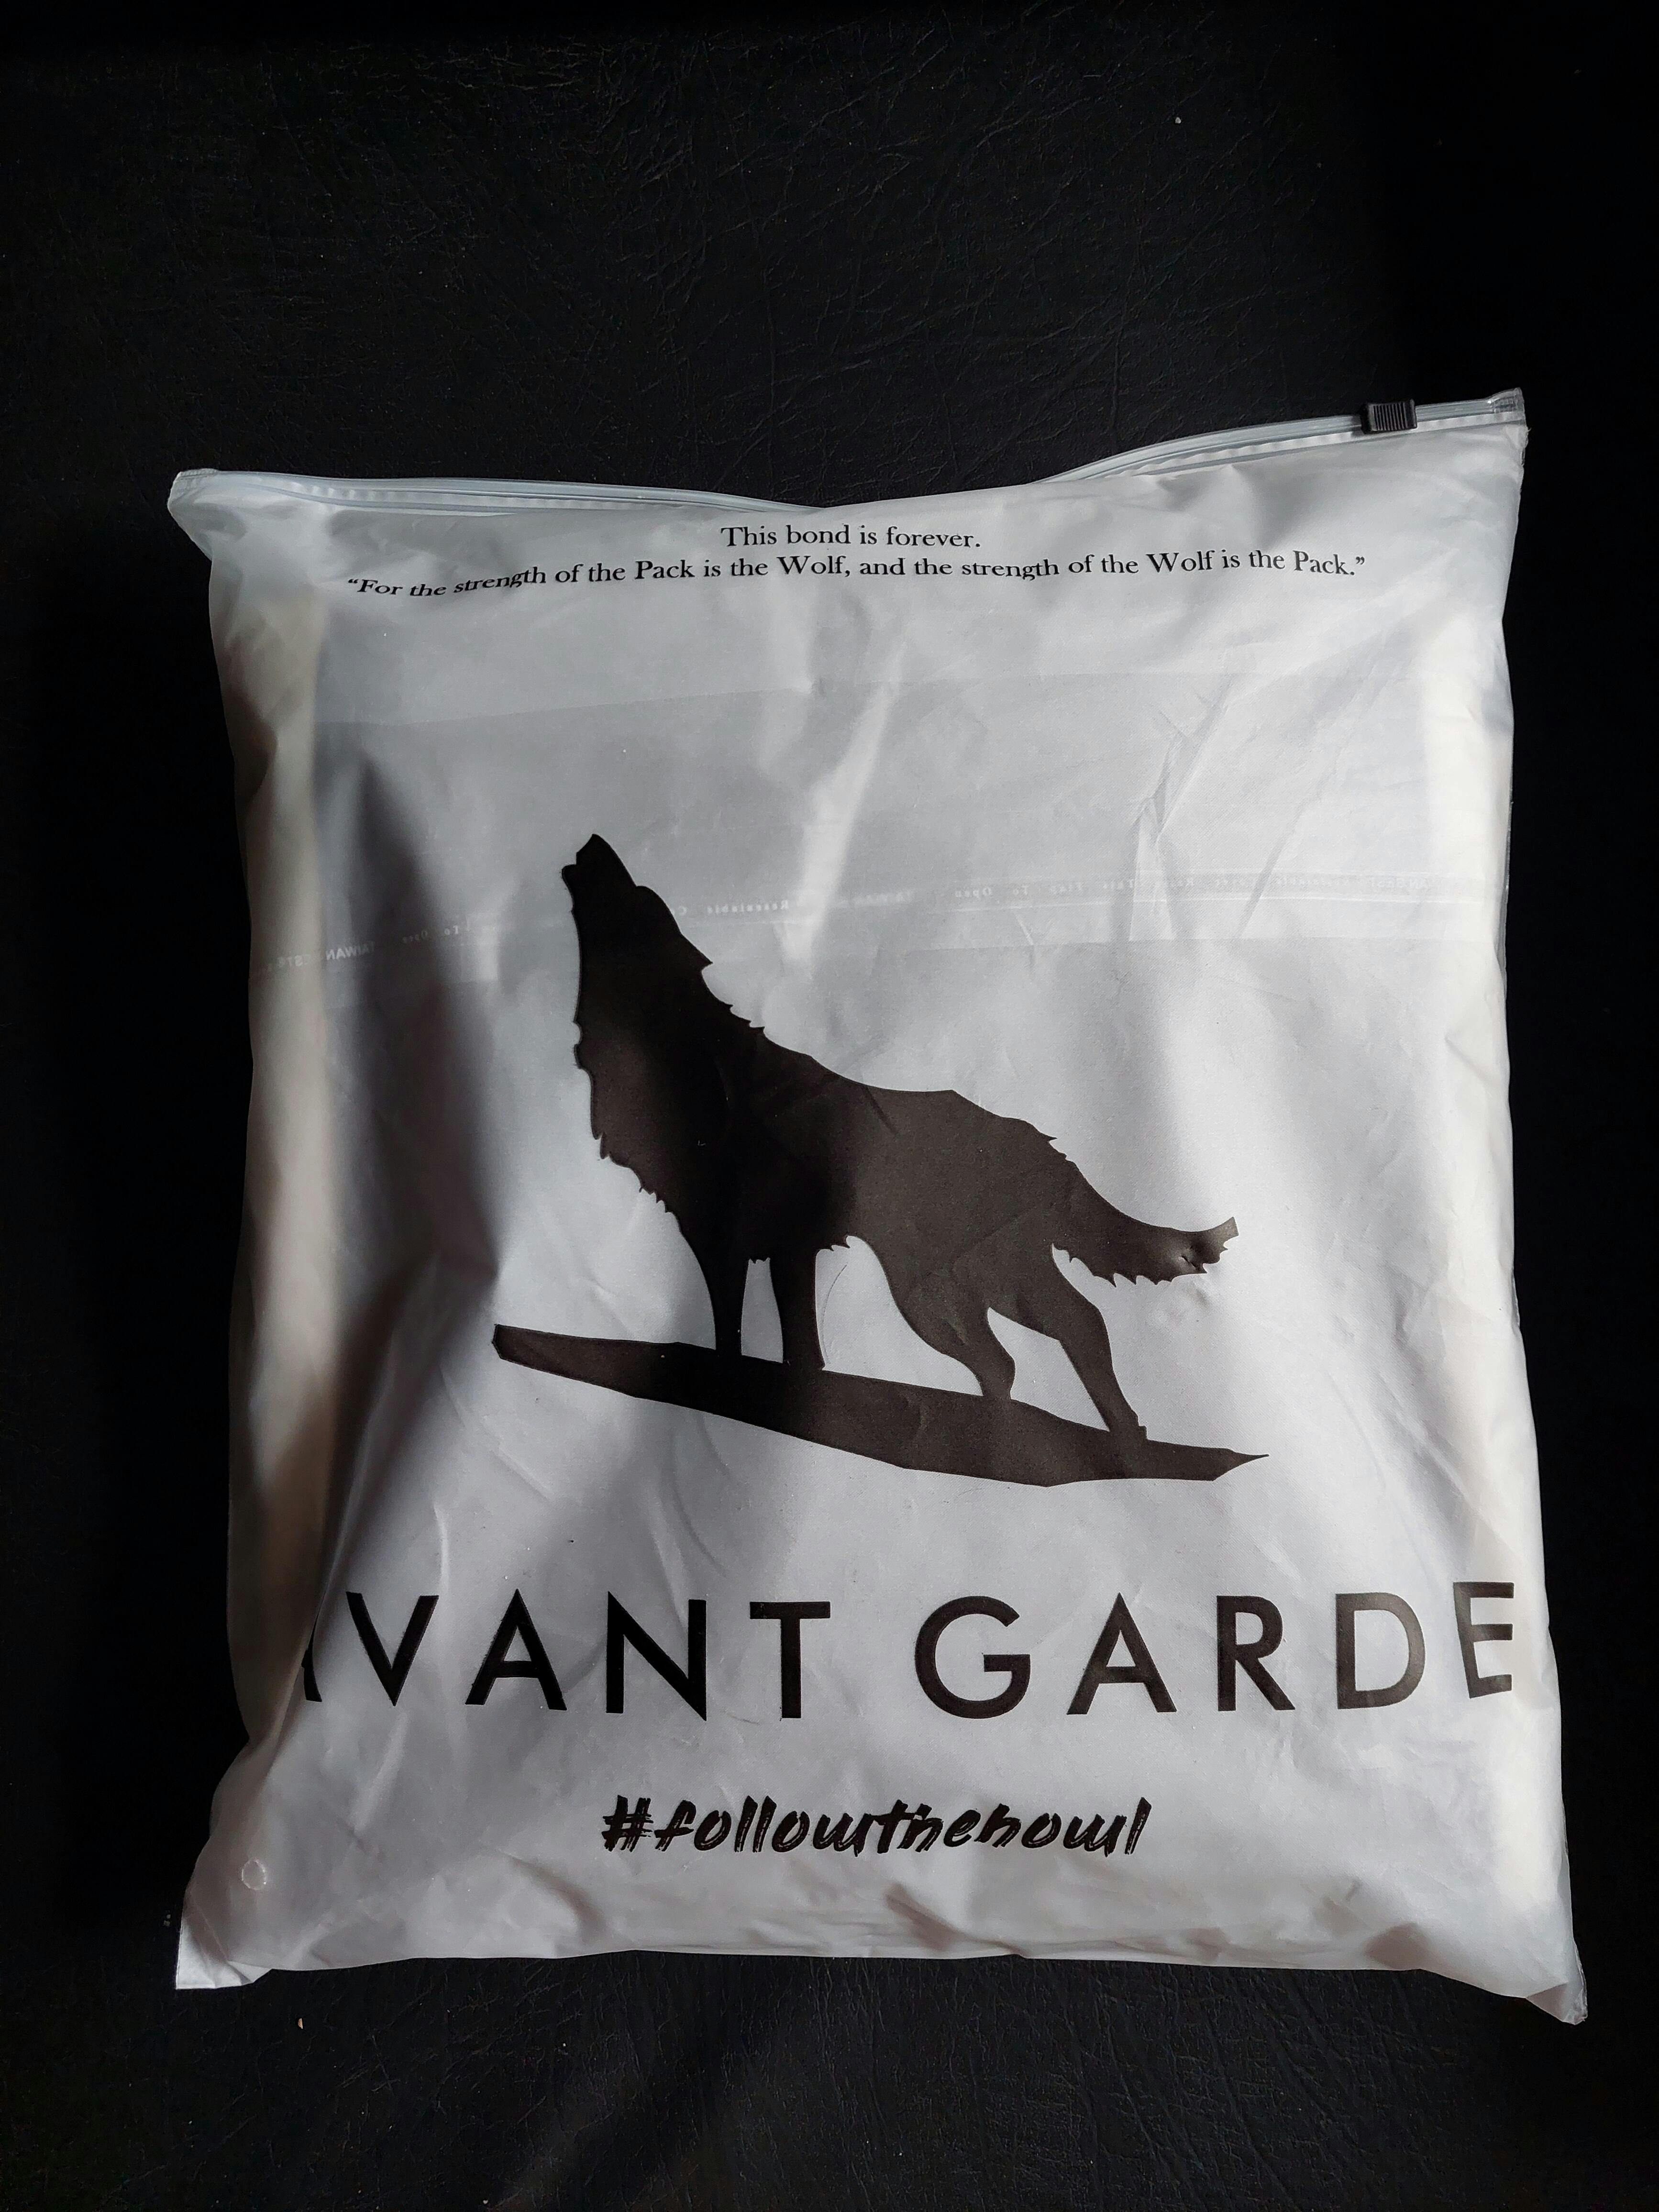 This bond is forever.
“For the strength of the Pack is the Wolf, and the strength of the Wolf is the Pack.”
AVANT GARDE
#followthehowl